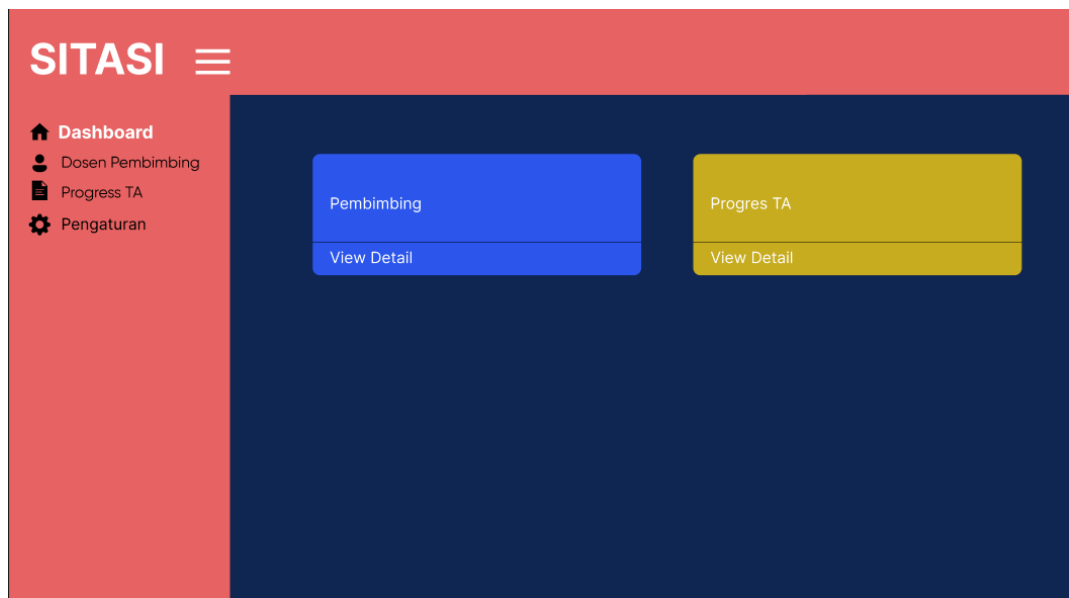 SITASI
Dashboard
Dosen Pembimbing
Progress TA
Pengaturan
Pembimbing
View Detail
Progres TA
View Detail